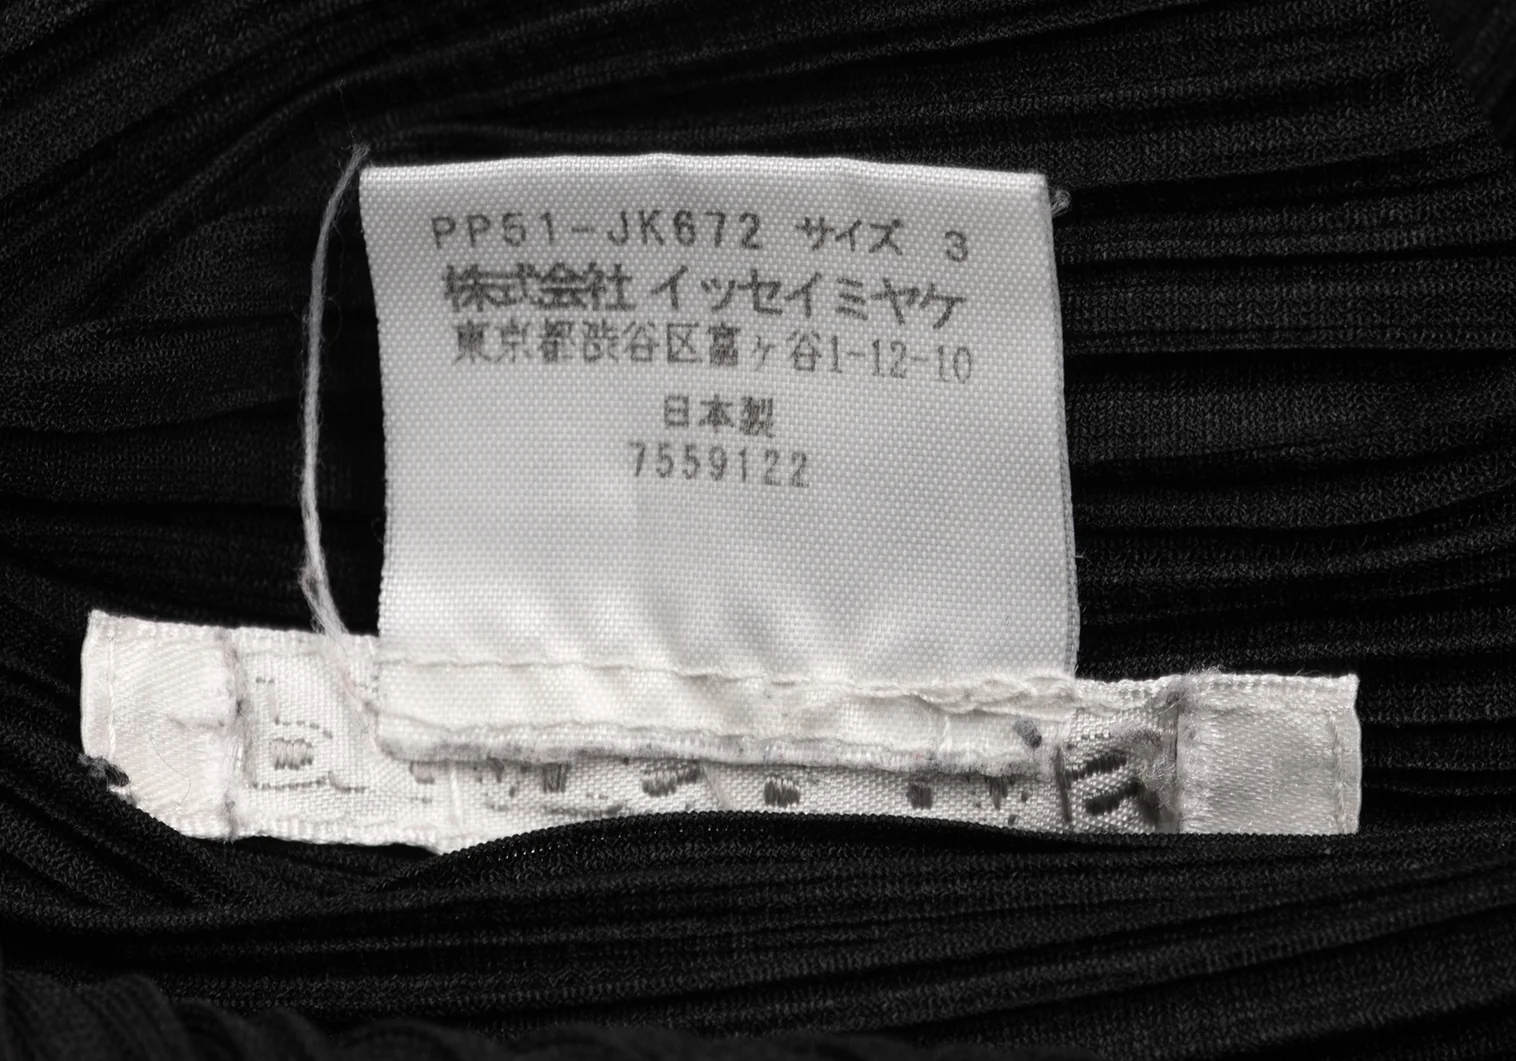 PP51-JK672 サイズ 3
株式会社 イッセイミヤケ
東京都渋谷区富ヶ谷1-12-10
日本製
7559122